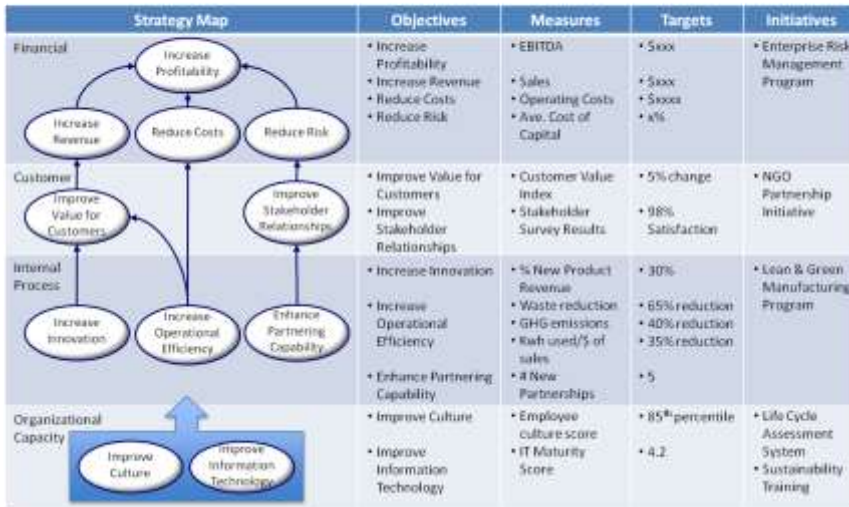 Strategy Map
Objectives
Measures
Targets
Initiatives
Financial
Increase
Profitability
Increase
Revenue
Reduce Costs
Reduce Risk
• Increase
Profitability
• Increase Revenue
• Reduce Costs
• Reduce Risk
• EBITDA
• Sales
• Operating Costs
• Ave. Cost of
Capital
• $xxx
• $xxx
• $xxxx
• x%
• Enterprise Risk
Management
Program
Customer
Improve
Value for
Customers
Improve
Stakeholder
Relationships
• Improve Value for
Customers
• Improve
Stakeholder
Relationships
• Customer Value
Index
• Stakeholder
Survey Results
• 5% change
• 98%
Satisfaction
• NGO
Partnership
Initiative
Internal
Process
Increase
Innovation
Increase
Operational
Efficiency
Enhance
Partnering
Capability
• Increase Innovation
• Increase
Operational
Efficiency
• Enhance Partnering
Capability
• % New Product
Revenue
• Waste reduction
• GHG emissions
• Kwh used/$ of
sales
• # New
Partnerships
• 30%
• 65% reduction
• 40% reduction
• 35% reduction
• 5
• Lean & Green
Manufacturing
Program
Organizational
Capacity
Improve
Culture
Improve
Information
Technology
• Improve Culture
• Improve
Information
Technology
• Employee
culture score
• IT Maturity
Score
• 85th percentile
• 4.2
• Life Cycle
Assessment
System
• Sustainability
Training